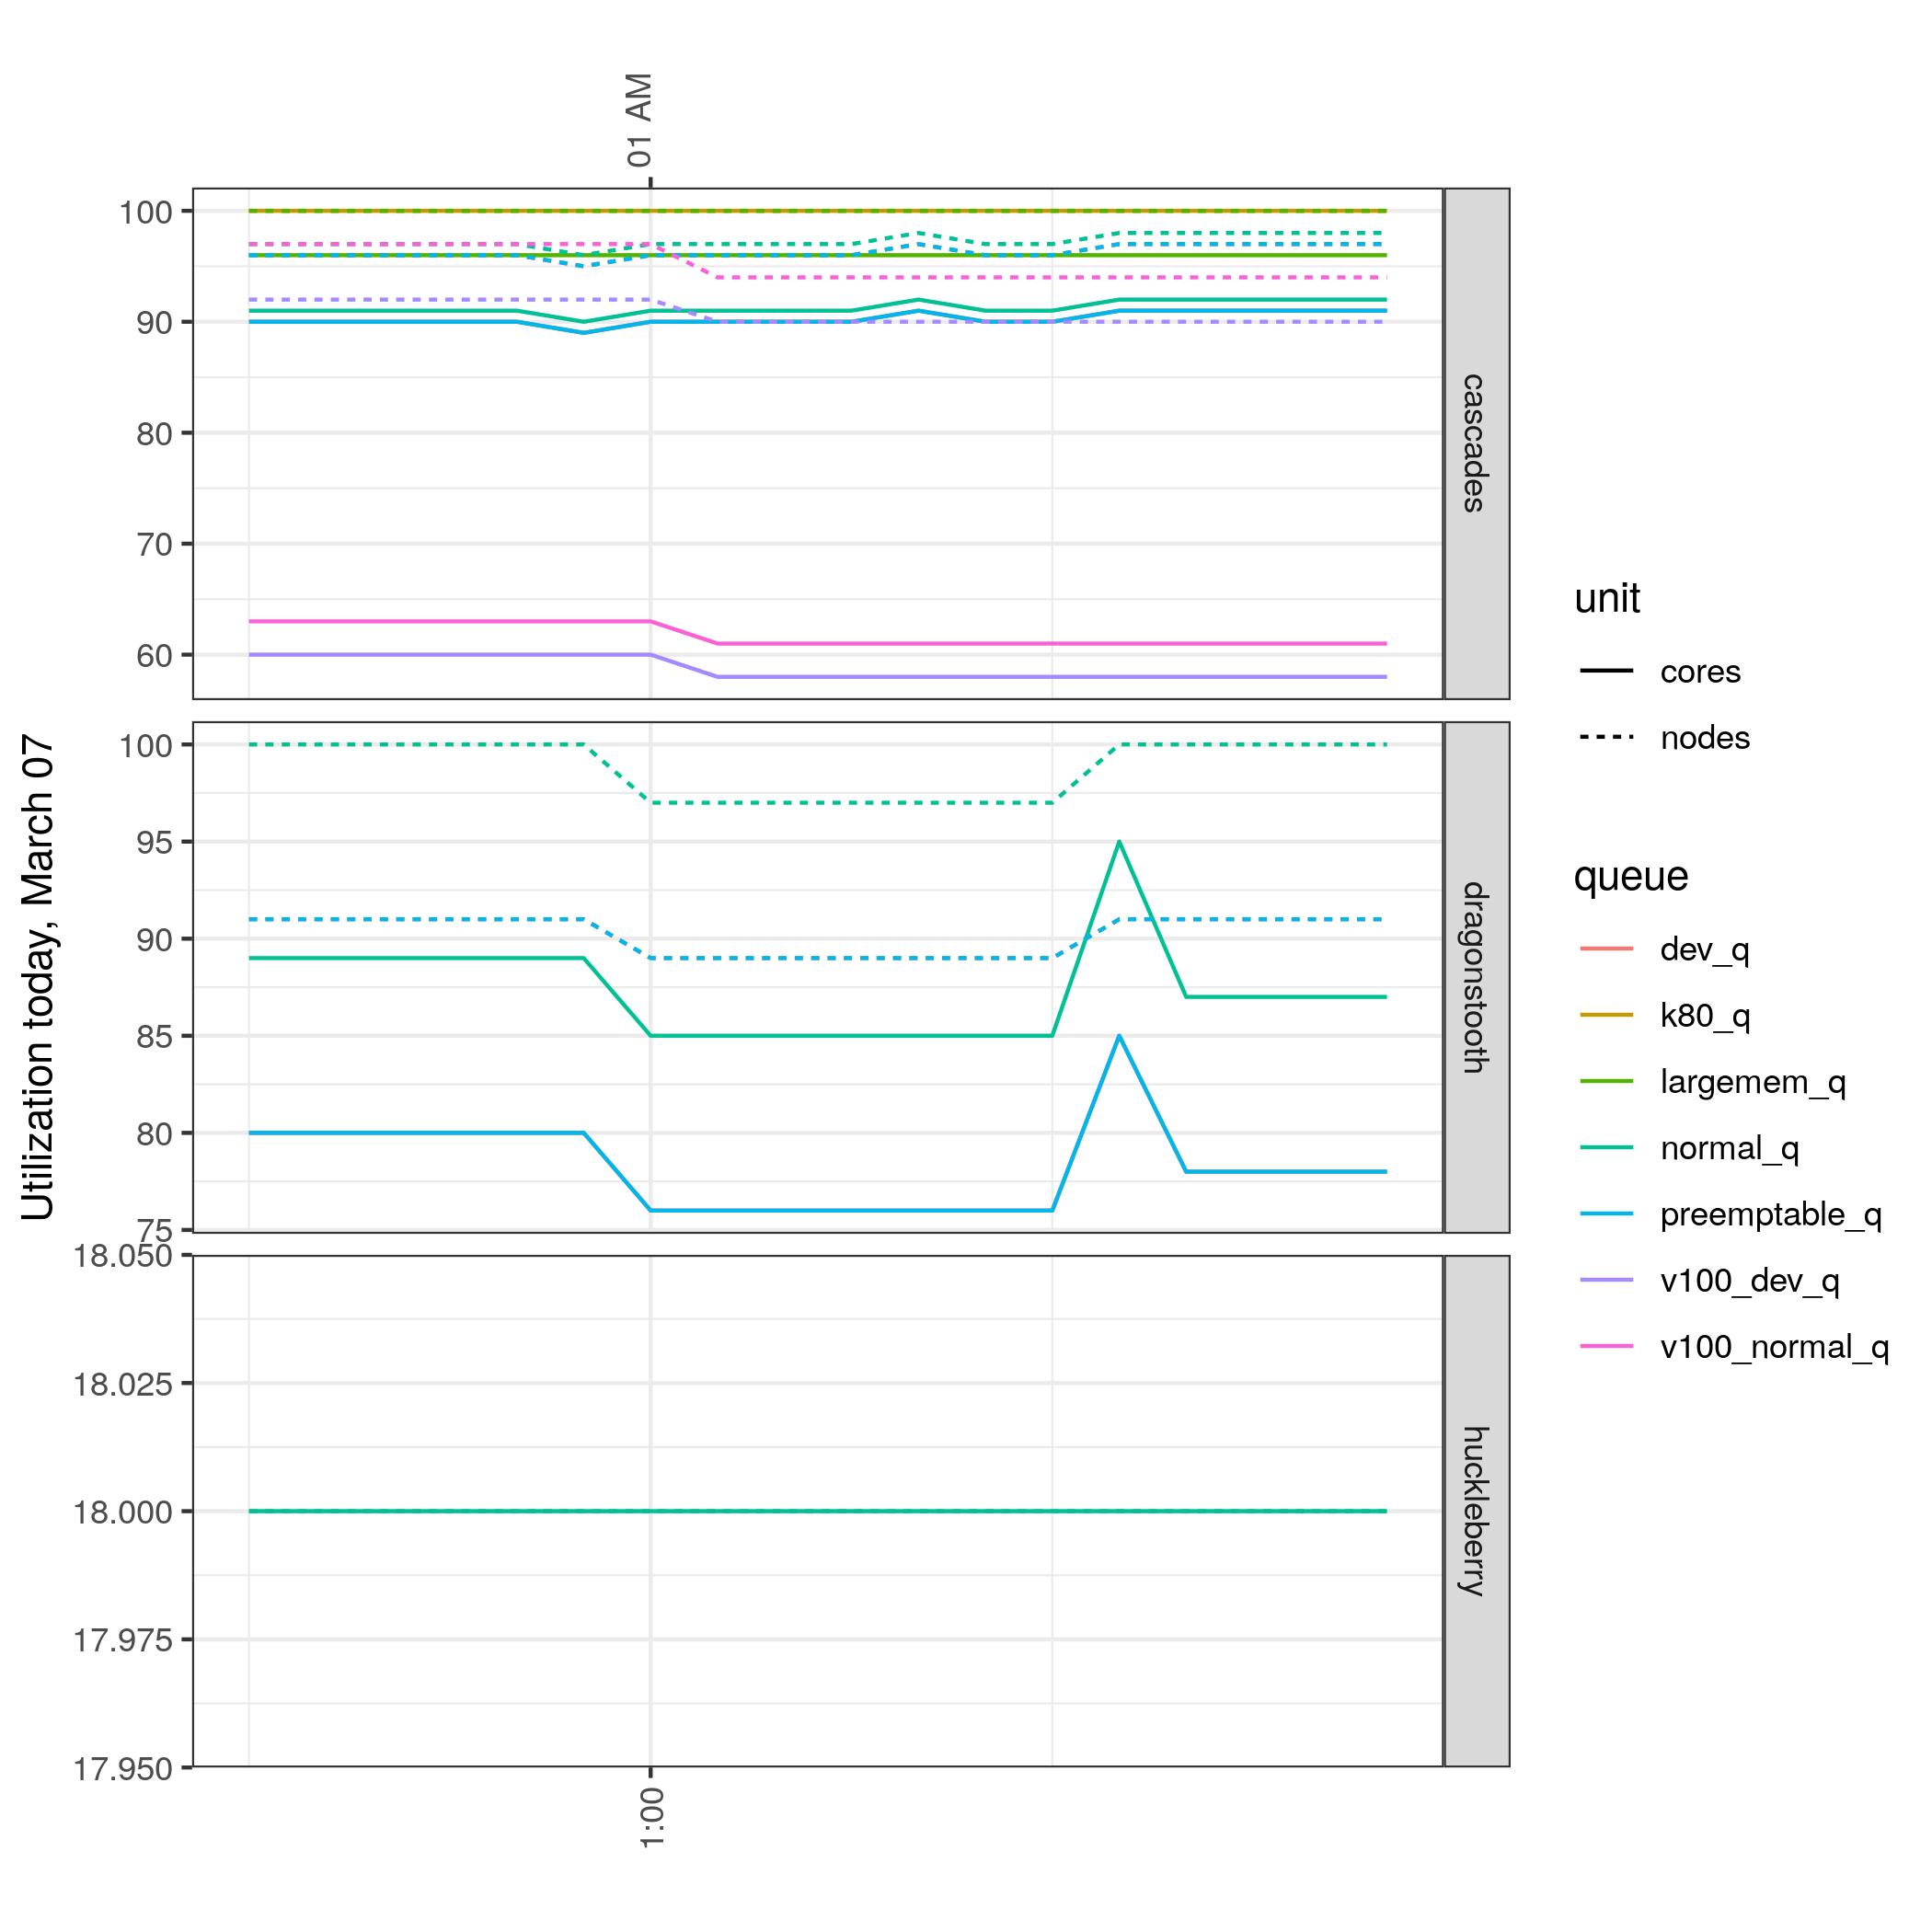 01 AM
100
90
80
70
60
cascades
Utilization today, March 07
100
95
90
85
80
75
dragonstooth
18.050
18.025
18.000
17.975
17.950
huckleberry
1:00
unit
cores
nodes
queue
dev_q
k80_q
largemem_q
normal_q
preemptable_q
v100_dev_q
v100_normal_q